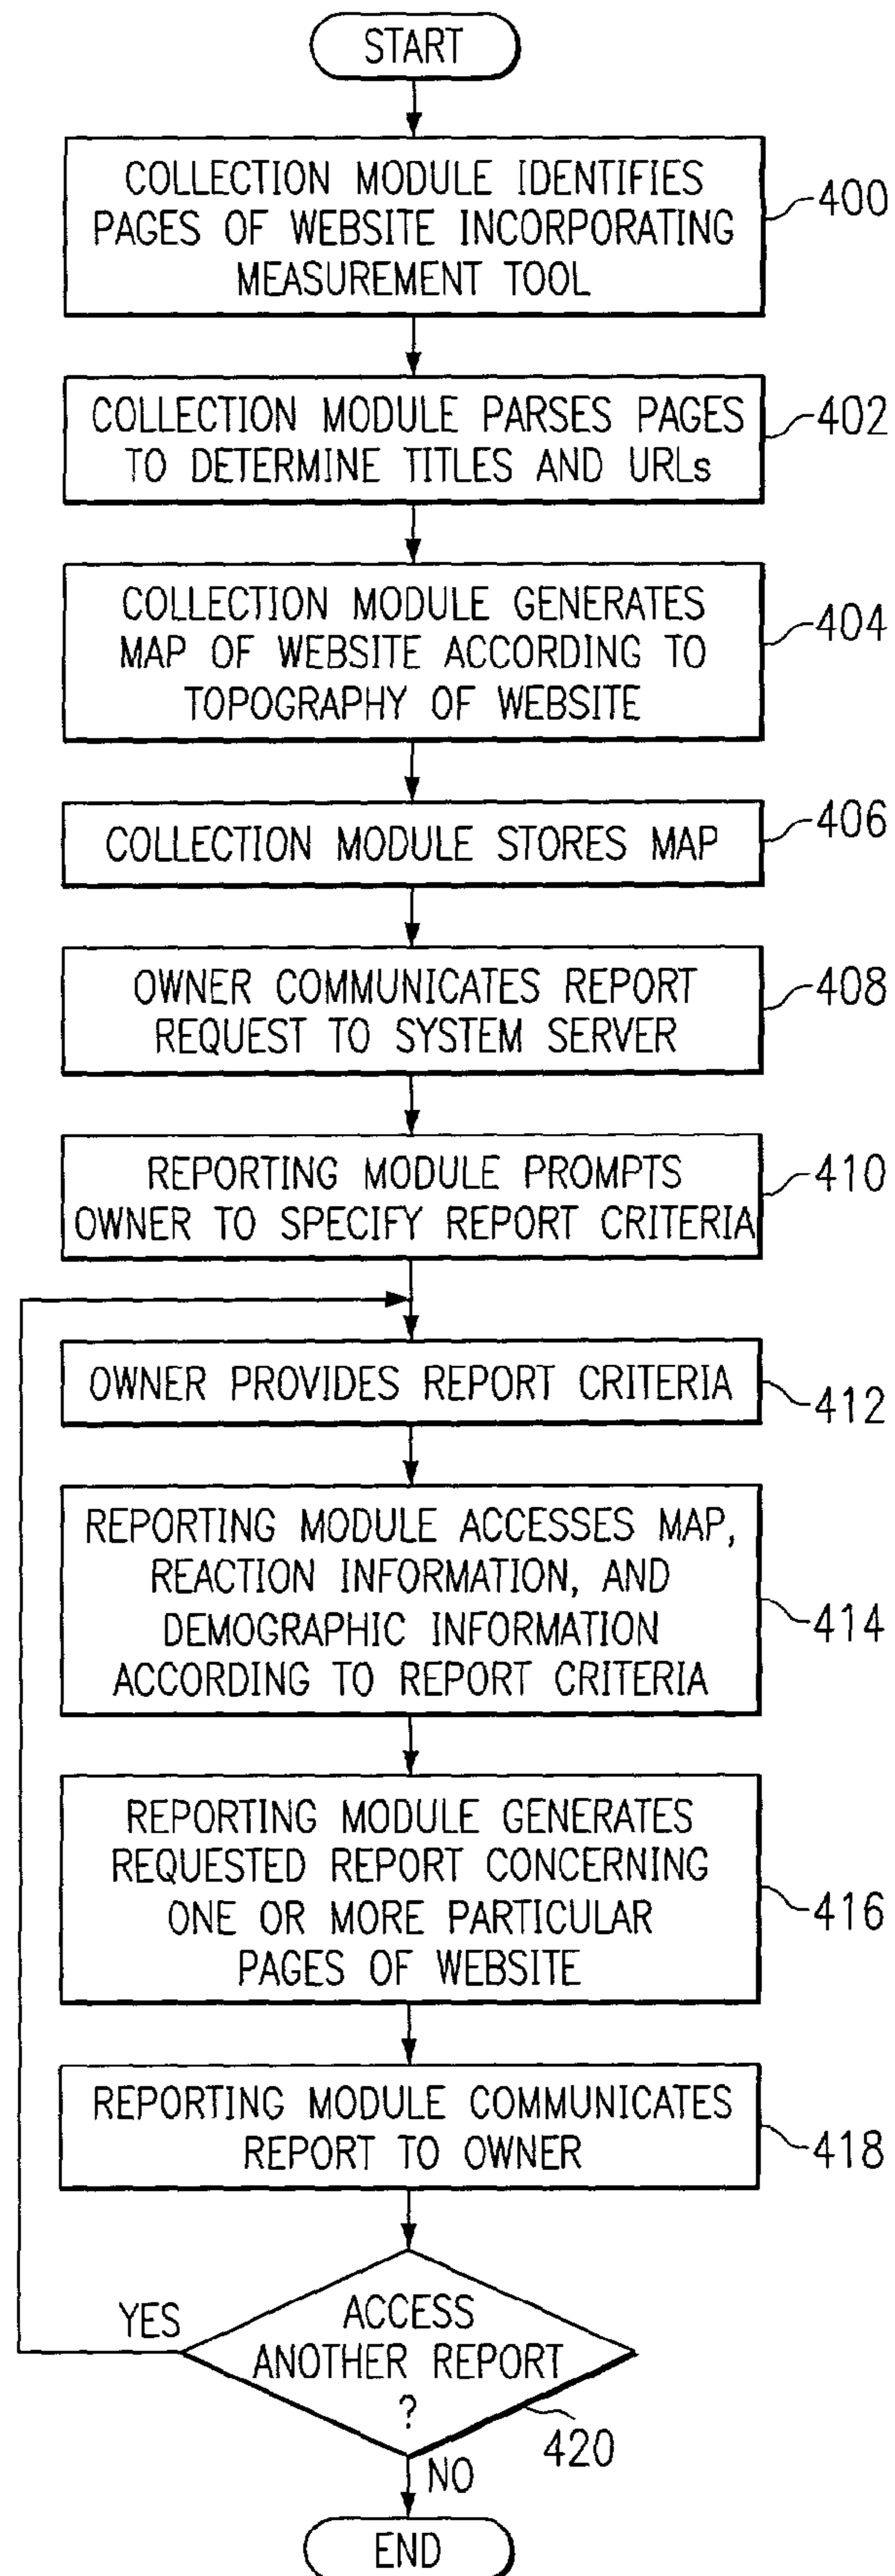 START
COLLECTION MODULE IDENTIFIES
PAGES OF WEBSITE INCORPORATING
MEASUREMENT TOOL
400
COLLECTION MODULE PARSES PAGES
TO DETERMINE TITLES AND URLs
402
COLLECTION MODULE GENERATES
MAP OF WEBSITE ACCORDING TO
TOPOGRAPHY OF WEBSITE
404
COLLECTION MODULE STORES MAP
406
OWNER COMMUNICATES REPORT
REQUEST TO SYSTEM SERVER
408
REPORTING MODULE PROMPTS
OWNER TO SPECIFY REPORT CRITERIA
410
OWNER PROVIDES REPORT CRITERIA
412
REPORTING MODULE ACCESSES MAP,
REACTION INFORMATION, AND
DEMOGRAPHIC INFORMATION
ACCORDING TO REPORT CRITERIA
414
REPORTING MODULE GENERATES
REQUESTED REPORT CONCERNING
ONE OR MORE PARTICULAR
PAGES OF WEBSITE
416
REPORTING MODULE COMMUNICATES
REPORT TO OWNER
418
YES
ACCESS
ANOTHER REPORT
?
420
NO
END